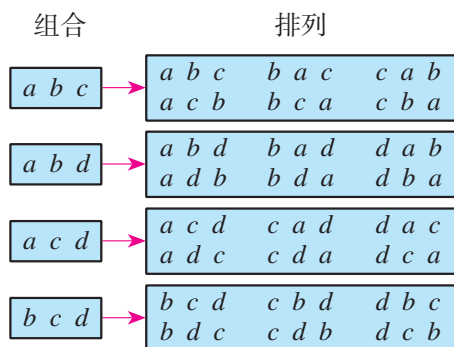 组合 排列
a b c a b c b a c c a b
a c b b c a c b a
a b d a b d b a d d a b
a d b b d a d b a
a c d a c d c a d d a c
a d c c d a d c a
b c d b c d c b d d b c
b d c c d b d c b